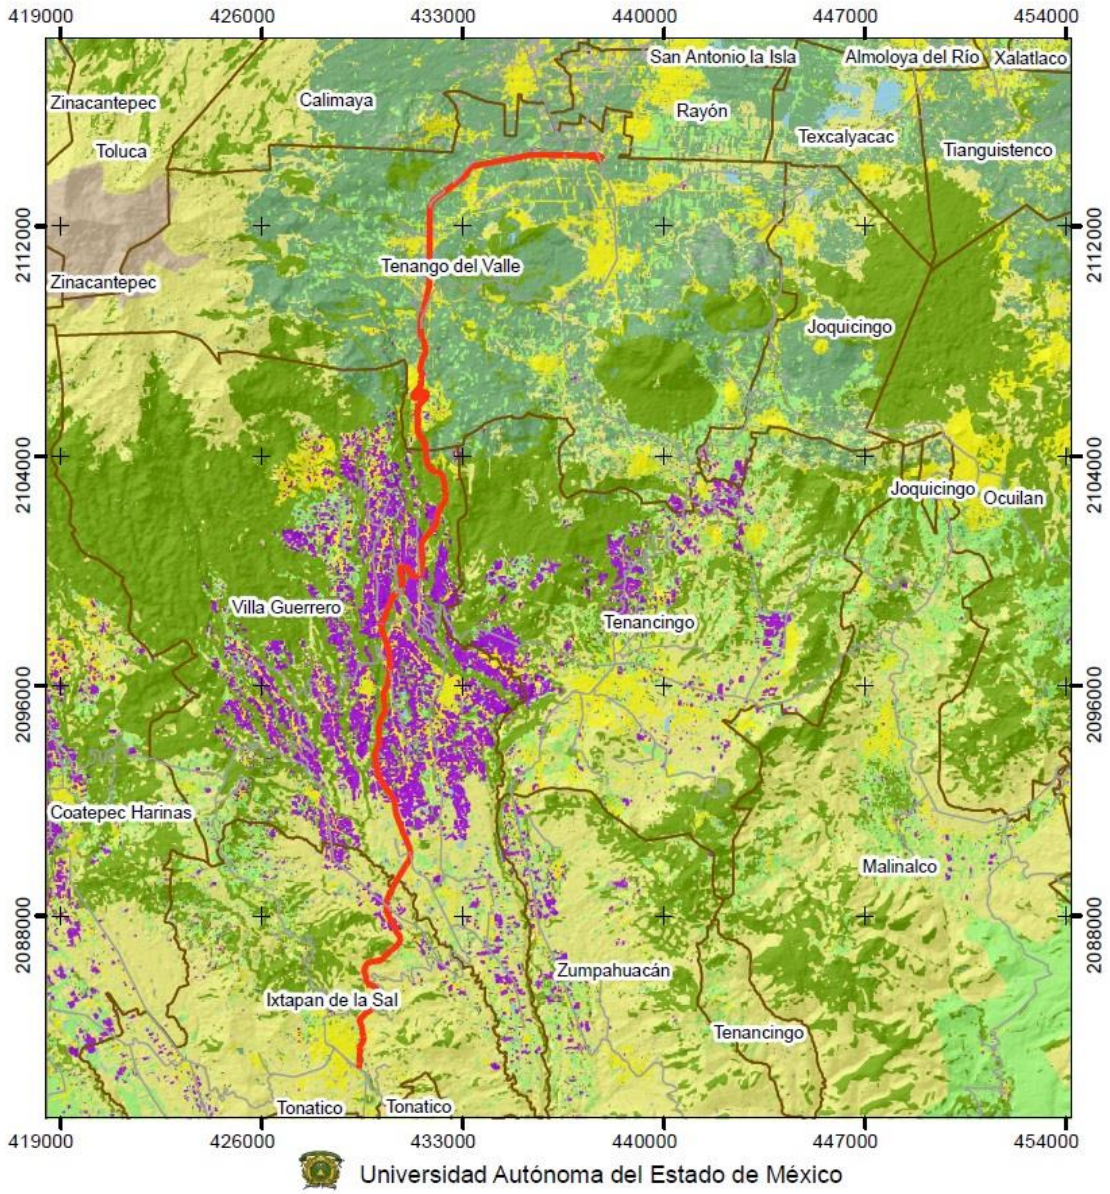 419000 426000 433000 440000 447000 454000
San Antonio la Isla Almoloya del Río Xalatlaco
Zinacantepec Calimaya Rayón
Texcalyacac
Toluca Tianguistenco
2112000 2112000
Tenango del Valle
Zinacantepec
Joquicingo
2104000 2104000
Joquicingo Ocuilan
Villa Guerrero
Tenancingo
2096000 2096000
Coatepec Harinas
Malinalco
2088000 2088000
Zumpahuacán
Ixtapan de la Sal
Tenancingo
Tonatico Tonatico
419000 426000 433000 440000 447000 454000
Universidad Autónoma del Estado de México